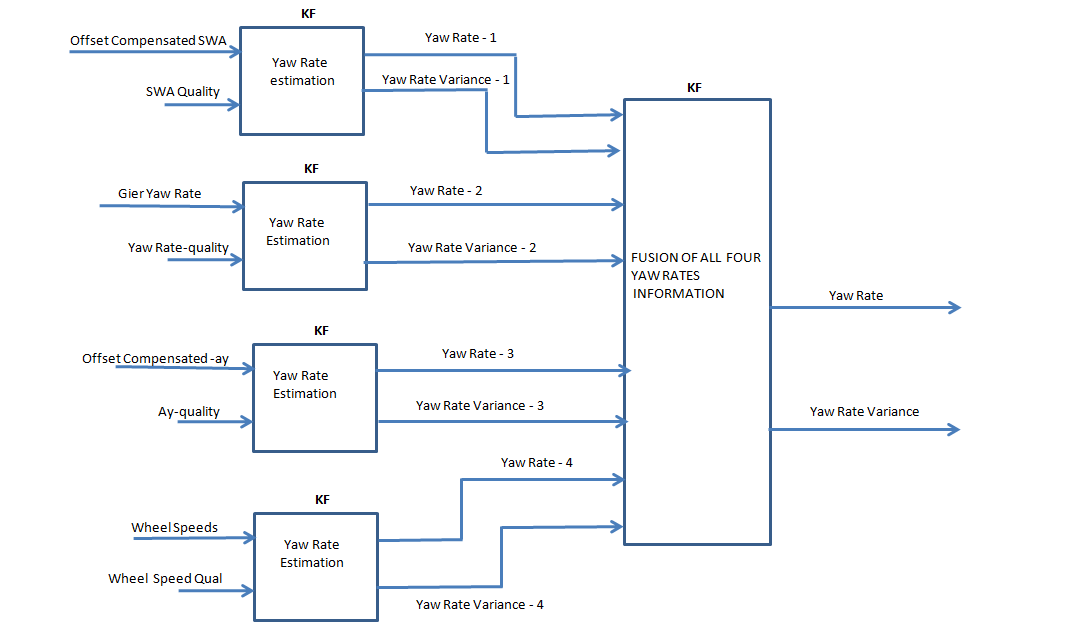 KF
Offset Compensated SWA
SWA Quality
Yaw Rate
estimation
Yaw Rate - 1
Yaw Rate Variance - 1
KF
Gier Yaw Rate
Yaw Rate-quality
Yaw Rate
Estimation
Yaw Rate - 2
Yaw Rate Variance - 2
KF
Offset Compensated -ay
Ay-quality
Yaw Rate
Estimation
Yaw Rate - 3
Yaw Rate Variance - 3
KF
Wheel Speeds
Wheel Speed Qual
Yaw Rate
Estimation
Yaw Rate - 4
Yaw Rate Variance - 4
KF
FUSION OF ALL FOUR
YAW RATES
INFORMATION
Yaw Rate
Yaw Rate Variance